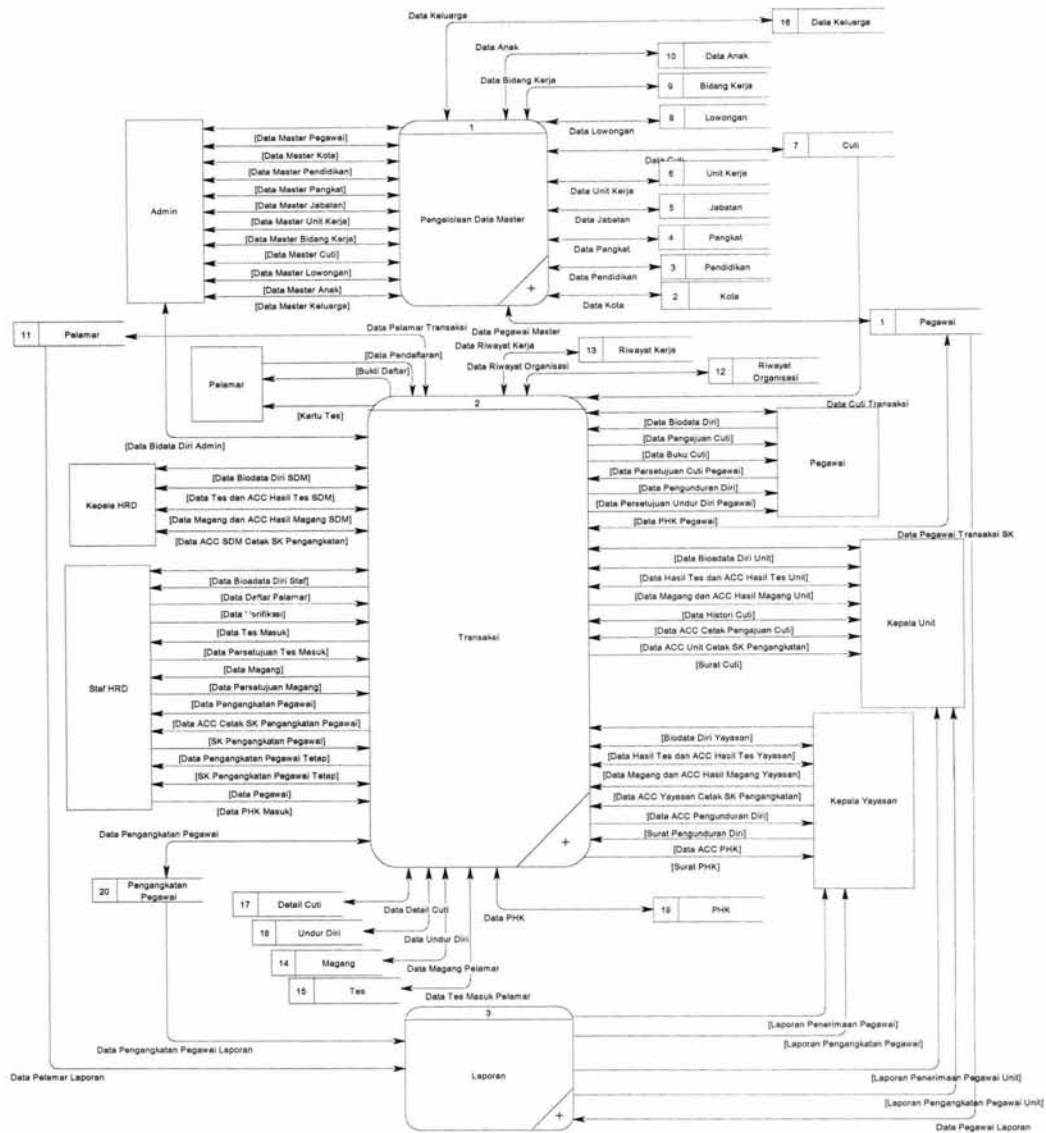 Data Keluarga
16 Data Keluarga
Data Anak
10 Data Anak
Data Bidang Kerja
9 Bidang Kerja
8 Lowongan
Data Lowongan
7 Cuti
Data Cuti
6 Unit Kerja
Data Unit Kerja
5 Jabatan
Data Jabatan
4 Pangkat
Data Pangkat
3 Pendidikan
Data Pendidikan
2 Kota
Data Kota
1
Pengelolaan Data Master
+
Admin
[Data Master Pegawai]
[Data Master Kota]
[Data Master Pendidikan]
[Data Master Pangkat]
[Data Master Jabatan]
[Data Master Unit Kerja]
[Data Master Bidang Kerja]
[Data Master Cuti]
[Data Master Lowongan]
[Data Master Anak]
[Data Master Keluarga]
11 Pelamar
Data Pelamar Transaksi
Data Pegawai Master
1 Pegawai
Data Riwayat Kerja
13 Riwayat Kerja
Data Riwayat Organisasi
12 Riwayat
Organisasi
Pelamar
[Data Pendaftaran]
[Bukti Daftar]
[Kartu Tes]
[Data Bidata Diri Admin]
2
Transaksi
+
Data Cuti Transaksi
Pegawai
[Data Biodata Diri]
[Data Pengajuan Cuti]
[Data Buku Cuti]
[Data Persetujuan Cuti Pegawai]
[Data Pengunduran Diri]
[Data Persetujuan Undur Diri Pegawai]
[Data PHK Pegawai]
Data Pegawai Transaksi SK
Kepala HRD
[Data Biodata Diri SDM]
[Data Tes dan ACC Hasil Tes SDM]
[Data Magang dan ACC Hasil Magang SDM]
[Data ACC SDM Cetak SK Pengangkatan]
Kepala Unit
[Data Bioadata Diri Unit]
[Data Hasil Tes dan ACC Hasil Tes Unit]
[Data Magang dan ACC Hasil Magang Unit]
[Data Histori Cuti]
[Data ACC Cetak Pengajuan Cuti]
[Data ACC Unit Cetak SK Pengangkatan]
[Surat Cuti]
Staf HRD
[Data Bioadata Diri Staf]
[Data Daftar Pelamar]
[Data
[Data Tes Masuk]
[Data Persetujuan Tes Masuk]
[Data Magang]
[Data Persetujuan Magang]
[Data Pengangkatan Pegawai]
[Data ACC Cetak SK Pengangkatan Pegawai]
[SK Pengangkatan Pegawai]
[Data Pengangkatan Pegawai Tetap]
[SK Pengangkatan Pegawai Tetap]
[Data Pegawai]
[Data PHK Masuk]
Kepala Yayasan
[Biodata Diri Yayasan]
[Data Hasil Tes dan ACC Hasil Tes Yayasan]
[Data Magang dan ACC Hasil Magang Yayasan]
[Data ACC Yayasan Cetak SK Pengangkatan]
[Data ACC Pengunduran Diri]
[Surat Pengunduran Diri]
[Data ACC PHK]
[Surat PHK]
Data Pengangkatan Pegawai
20 Pengangkatan
Pegawai
17 Detail Cuti
Data Detail Cuti
18 Undur Diri
Data Undur Diri
14 Magang
Data Magang Pelamar
15 Tes
Data Tes Masuk Pelamar
Data PHK
19 PHK
3
Laporan
+
Data Pengangkatan Pegawai Laporan
Data Pelamar Laporan
[Laporan Penerimaan Pegawai]
[Laporan Pengangkatan Pegawai]
[Laporan Penerimaan Pegawai Unit]
[Laporan Pengangkatan Pegawai Unit]
Data Pegawai Laporan